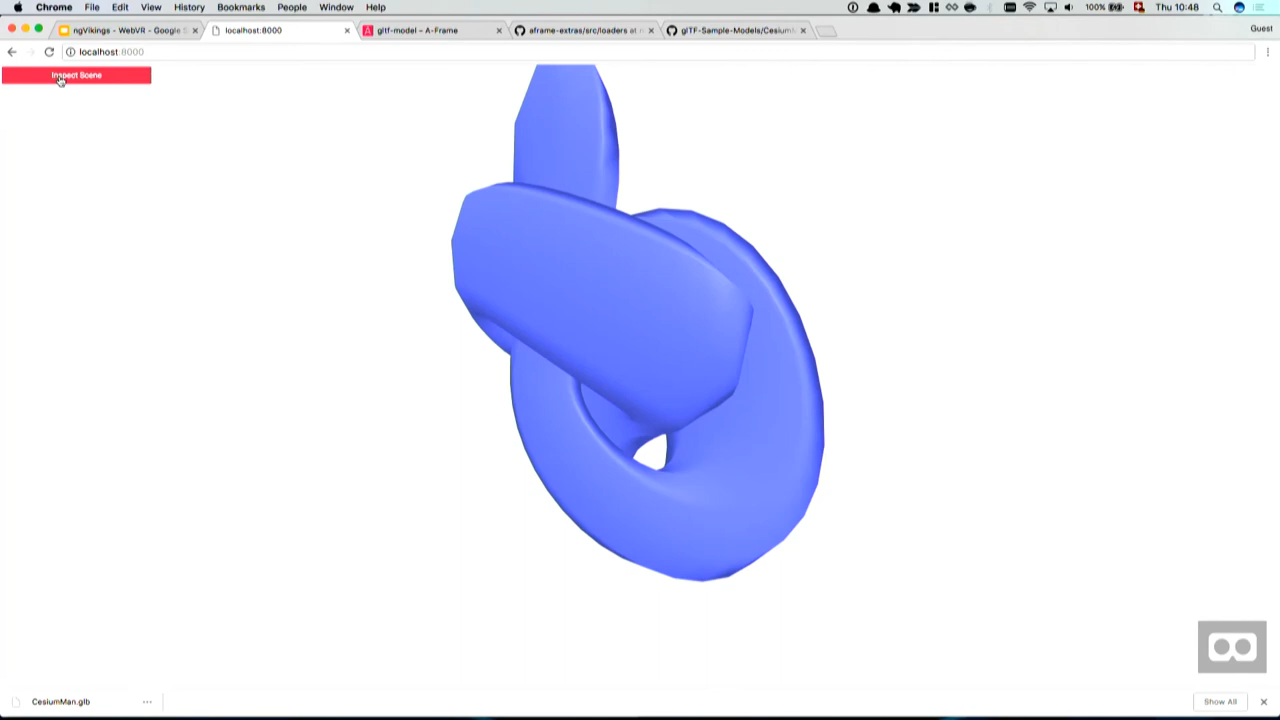 Chrome File Edit View History Bookmarks People Window Help 100% Thu 10:48
ngVikings - WebVR - Google S localhost:8000 gltf-model – A-Frame aframe-extras/src/loaders at glTF-Sample-Models/Cesium Guest
localhost:8000
Inspect Scene
CesiumMan.glb
Show All